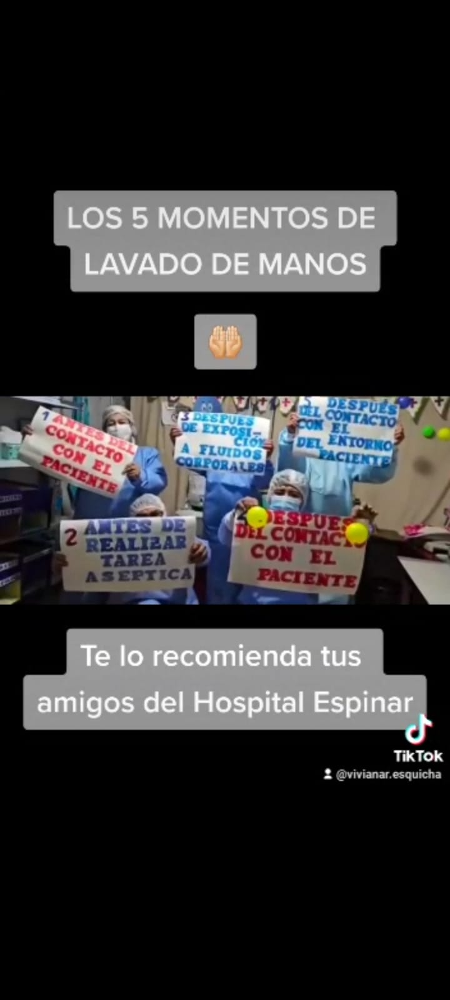 LOS 5 MOMENTOS DE
LAVADO DE MANOS
1 ANTES DEL
CONTACTO
CON EL
PACIENTE
3 DESPUES
DE EXPOSI-
CION
A FLUIDOS
CORPORALES
5 DESPUES
DEL CONTACTO
CON EL
DEL ENTORNO
PACIENTE
2 ANTES DE
REALIZAR
TAREA
ASEPTICA
DESPUES
DEL CONTACTO
CON EL
PACIENTE
Te lo recomienda tus
amigos del Hospital Espinar
TikTok
@vivianar.esquicha